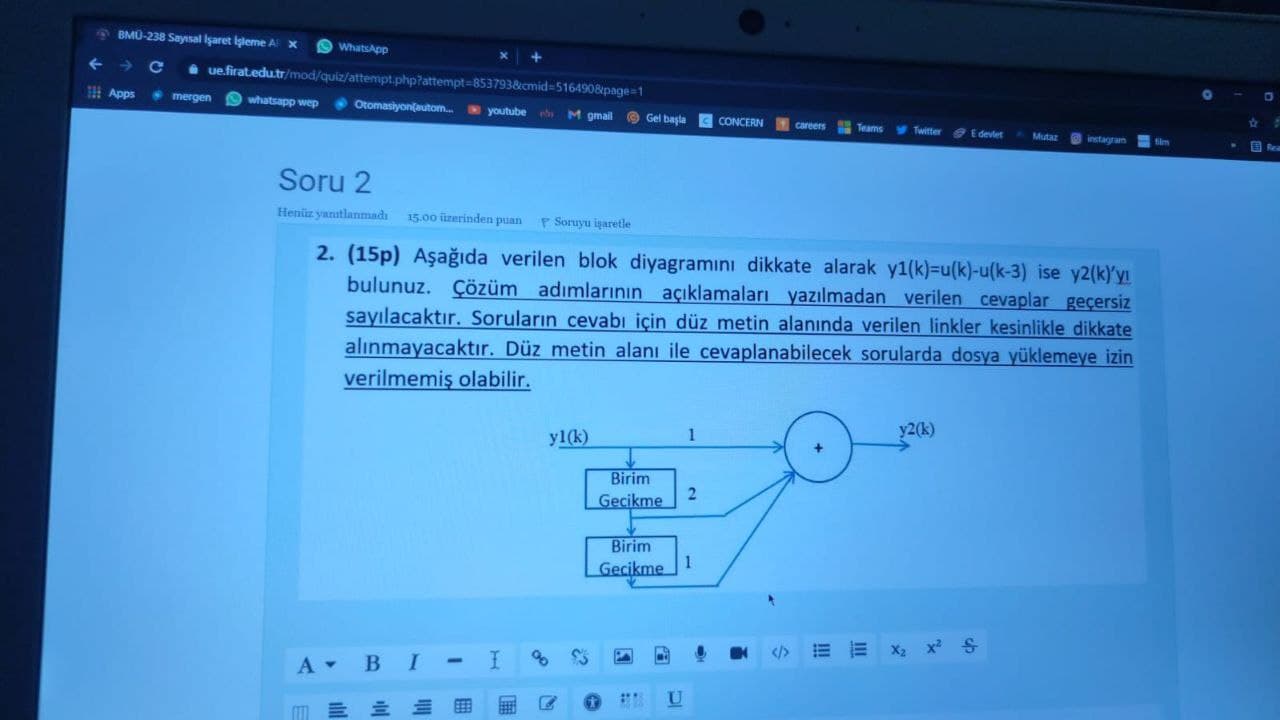 BMÜ-238 Sayısal İşaret İşleme A
WhatsApp
ue.firat.edu.tr/mod/quiz/attempt.php?attempt=853793&cmid=516490&page=1
Apps mergen whatsapp wep Otomasiyon(autom... youtube gmail Gel başla CONCERN careers Teams Twitter E devlet Mutaz instagram film
Soru 2
Henüz yanıtlanmadı 15.00 üzerinden puan Soruyu işaretle
2. (15p) Aşağıda verilen blok diyagramını dikkate alarak y1(k)=u(k)-u(k-3) ise y2(k)'yı
bulunuz. Çözüm adımlarının açıklamaları yazılmadan verilen cevaplar geçersiz
sayılacaktır. Soruların cevabı için düz metin alanında verilen linkler kesinlikle dikkate
alınmayacaktır. Düz metin alanı ile cevaplanabilecek sorularda dosya yüklemeye izin
verilmemiş olabilir.
y1(k) 1 + y2(k)
Birim
Gecikme 2
Birim
Gecikme 1
A B I x₂ x² S
U